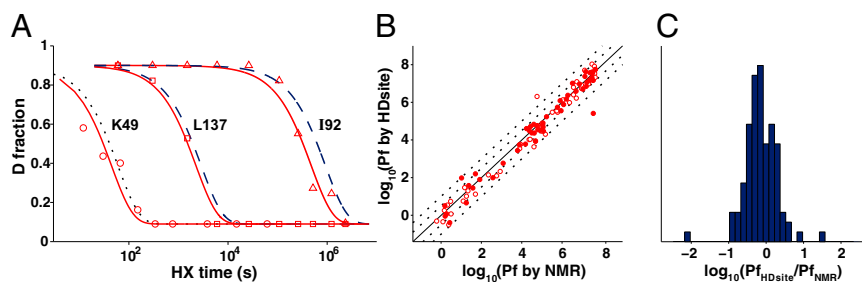 A
D fraction
1
0.8
0.6
0.4
0.2
0
K49
L137
I92
10²
10⁴
10⁶
HX time (s)
B
log₁₀(Pf by HDsite)
8
6
4
2
0
0
2
4
6
8
log₁₀(Pf by NMR)
C
−2
−1
0
1
2
log₁₀(Pf_HDsite/Pf_NMR)